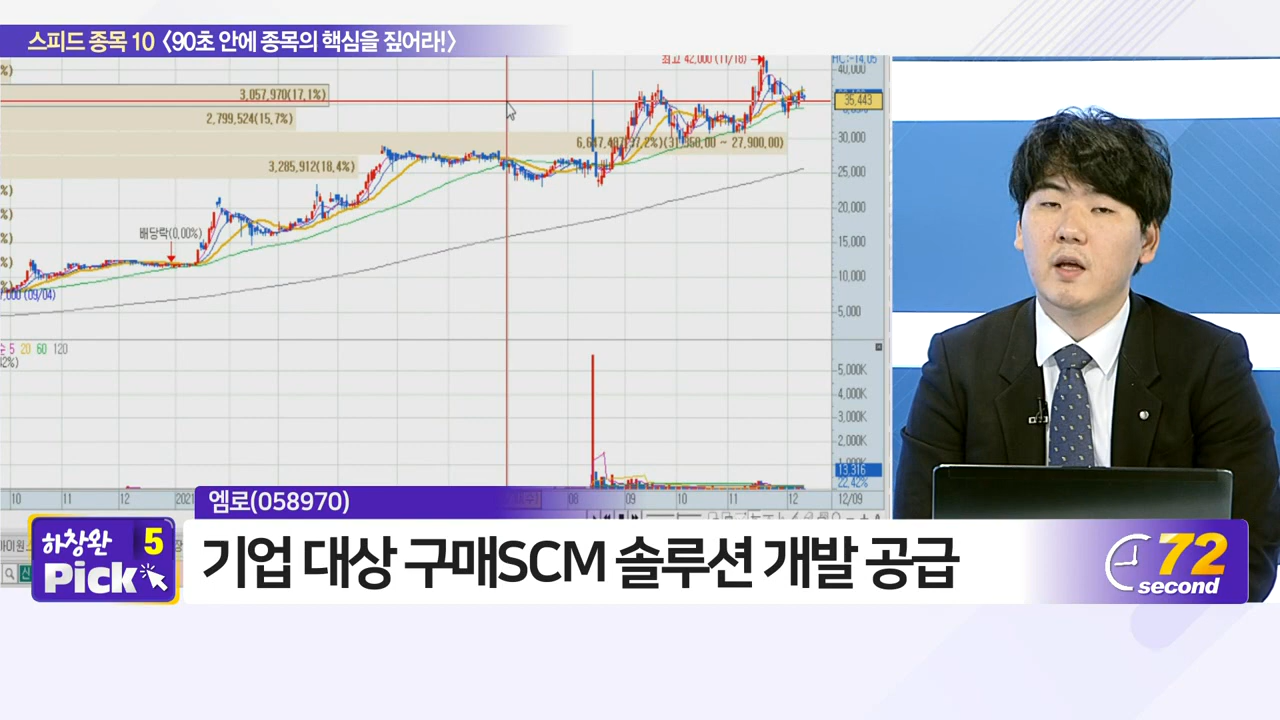 스피드 종목 10 <90초 안에 종목의 핵심을 짚어라!>
%)
최고 42,000 (11/18)
40,000
3,057,970(17,1%)
35,443
2,799,524(15,7%)
30,000
3,285,912(18,4%)
25,000
%)
20,000
%)
배당락(0,00%)
15,000
%)
%)
10,000
%)
(09/04)
5,000
5 20 60 120
5,000K
4,000K
3,000K
2,000K
13,316
22,42%
10 11 12 2021 08 09 10 11 12 12/09
엠로(058970)
하창완 5
Pick
기업 대상 구매SCM 솔루션 개발 공급
72
second